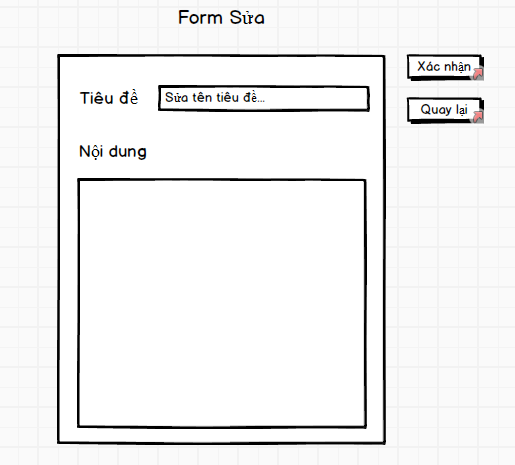 Form Sửa
Xác nhận
Tiêu đề
Sửa tên tiêu đề...
Quay lại
Nội dung